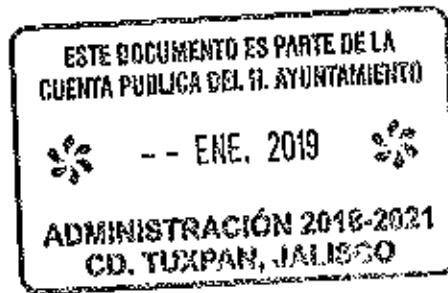 ESTE DOCUMENTO ES PARTE DE LA
CUENTA PUBLICA DEL H. AYUNTAMIENTO
- - ENE. 2019
ADMINISTRACIÓN 2018-2021
CD. TUXPAN, JALISCO